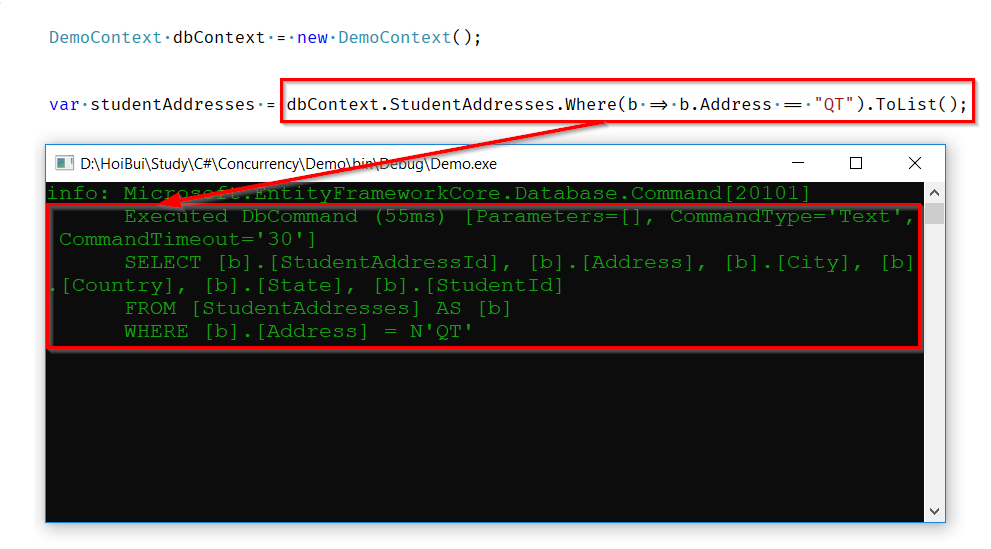 DemoContext dbContext = new DemoContext();
var studentAddresses = dbContext.StudentAddresses.Where(b => b.Address == "QT").ToList();
D:\HoiBui\Study\C#\Concurrency\Demo\bin\Debug\Demo.exe
info: Microsoft.EntityFrameworkCore.Database.Command[20101]
Executed DbCommand (55ms) [Parameters=[], CommandType='Text',
CommandTimeout='30']
SELECT [b].[StudentAddressId], [b].[Address], [b].[City], [b]
.[Country], [b].[State], [b].[StudentId]
FROM [StudentAddresses] AS [b]
WHERE [b].[Address] = N'QT'